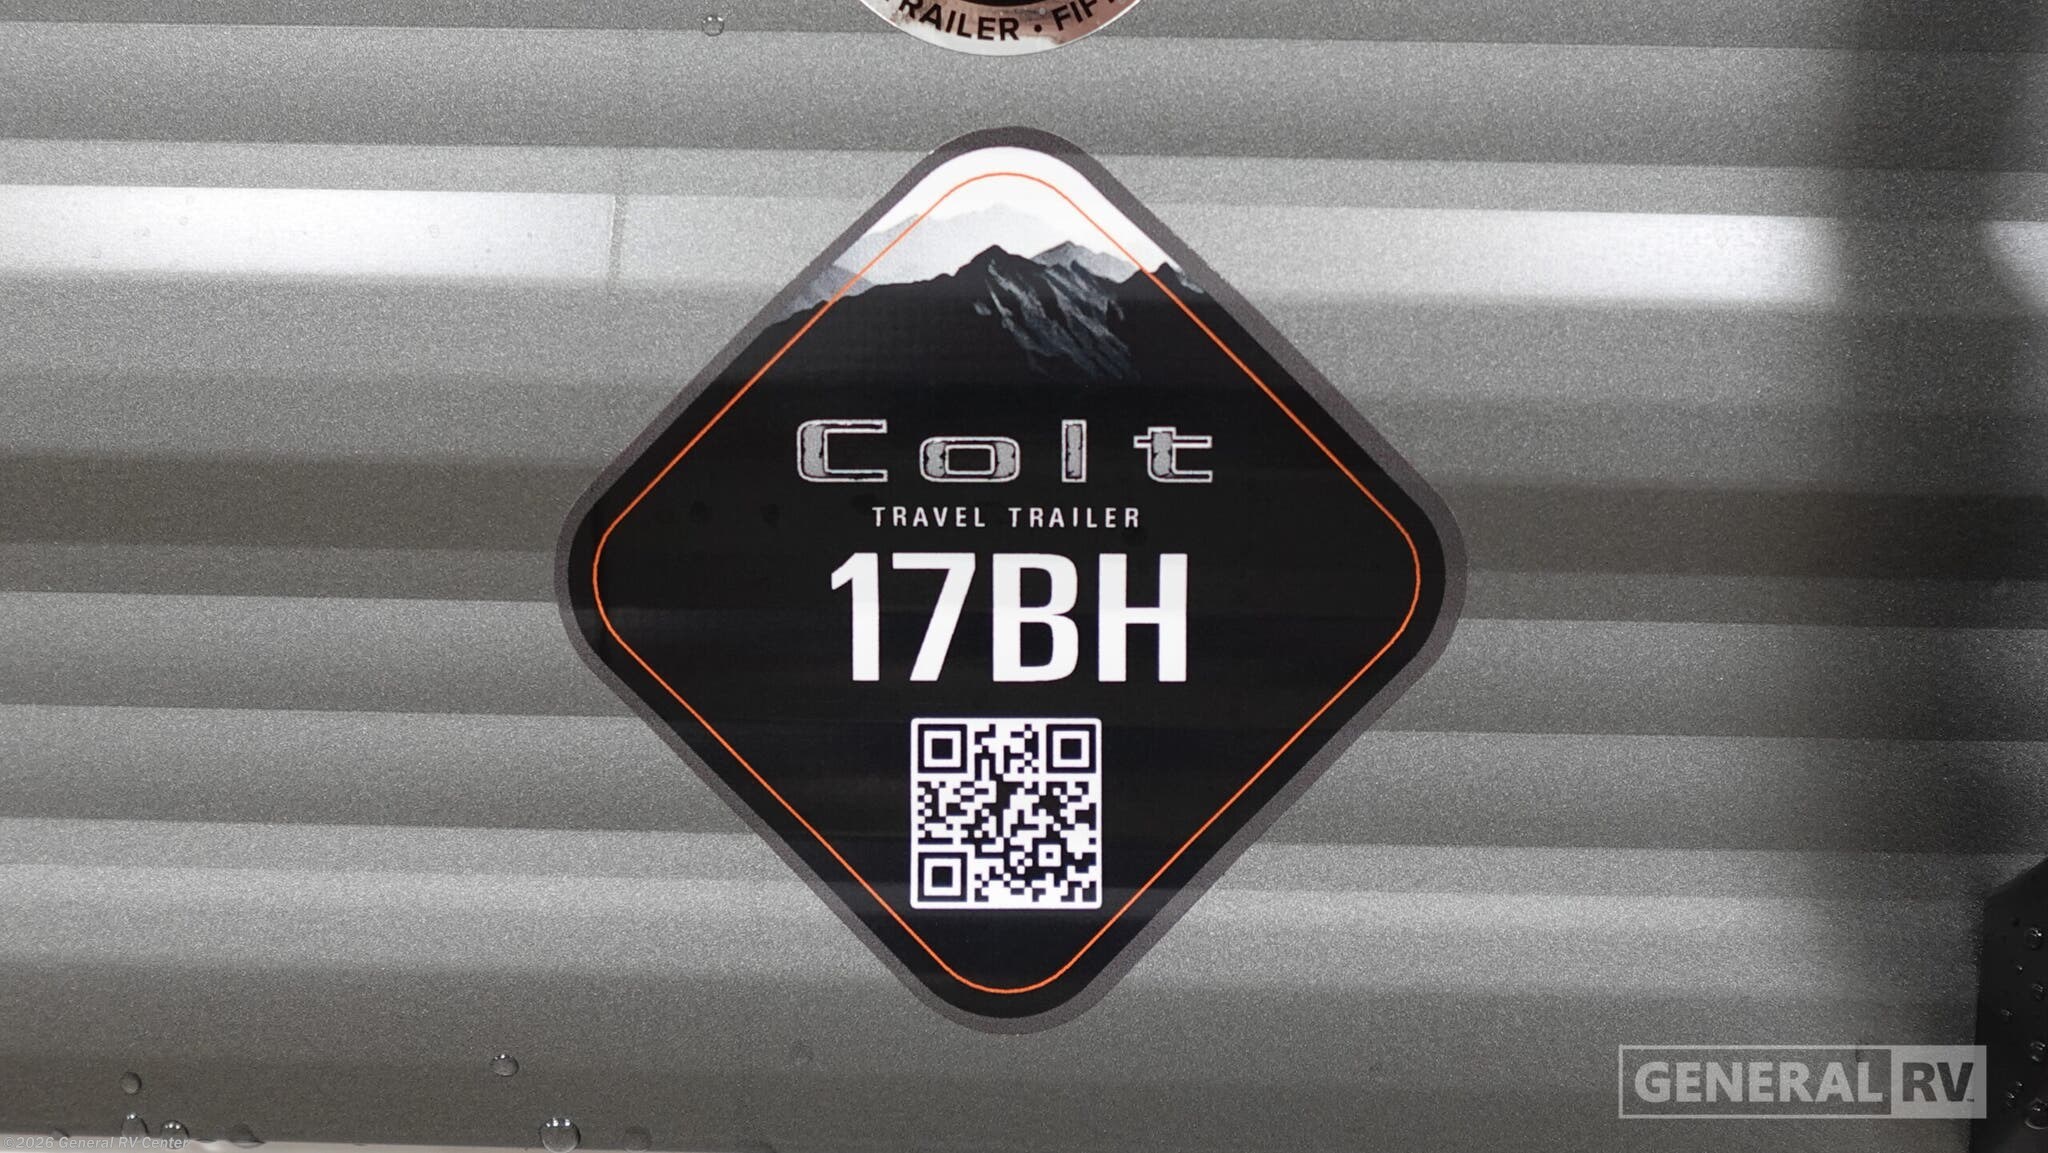 RAILER • FIF
Colt
TRAVEL TRAILER
17BH
GENERAL RV
©2026 General RV Center